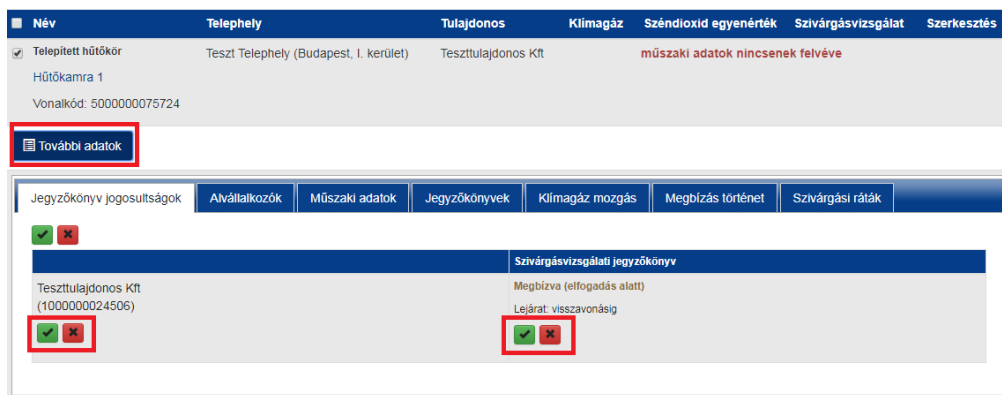 Név Telephely Tulajdonos Klímagáz Széndioxid egyenérték Szivárgásvizsgálat Szerkesztés
Telepített hűtőkör Teszt Telephely (Budapest, I. kerület) Teszttulajdonos Kft műszaki adatok nincsenek felvéve
Hűtőkamra 1
Vonalkód: 5000000075724
További adatok
Jegyzőkönyv jogosultságok Alvállalkozók Műszaki adatok Jegyzőkönyvek Klímagáz mozgás Megbízás történet Szivárgási ráták
Szivárgásvizsgálati jegyzőkönyv
Teszttulajdonos Kft Megbízva (elfogadás alatt)
(1000000024506) Lejárat: visszavonásig